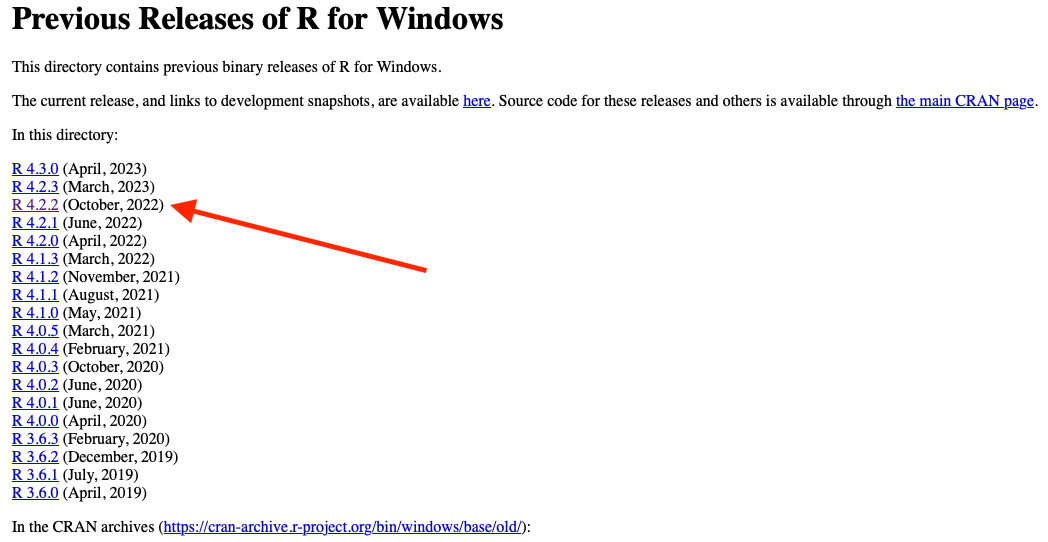 Previous Releases of R for Windows
This directory contains previous binary releases of R for Windows.
The current release, and links to development snapshots, are available here. Source code for these releases and others is available through the main CRAN page.
In this directory:
R 4.3.0 (April, 2023)
R 4.2.3 (March, 2023)
R 4.2.2 (October, 2022)
R 4.2.1 (June, 2022)
R 4.2.0 (April, 2022)
R 4.1.3 (March, 2022)
R 4.1.2 (November, 2021)
R 4.1.1 (August, 2021)
R 4.1.0 (May, 2021)
R 4.0.5 (March, 2021)
R 4.0.4 (February, 2021)
R 4.0.3 (October, 2020)
R 4.0.2 (June, 2020)
R 4.0.1 (June, 2020)
R 4.0.0 (April, 2020)
R 3.6.3 (February, 2020)
R 3.6.2 (December, 2019)
R 3.6.1 (July, 2019)
R 3.6.0 (April, 2019)
In the CRAN archives (https://cran-archive.r-project.org/bin/windows/base/old/):